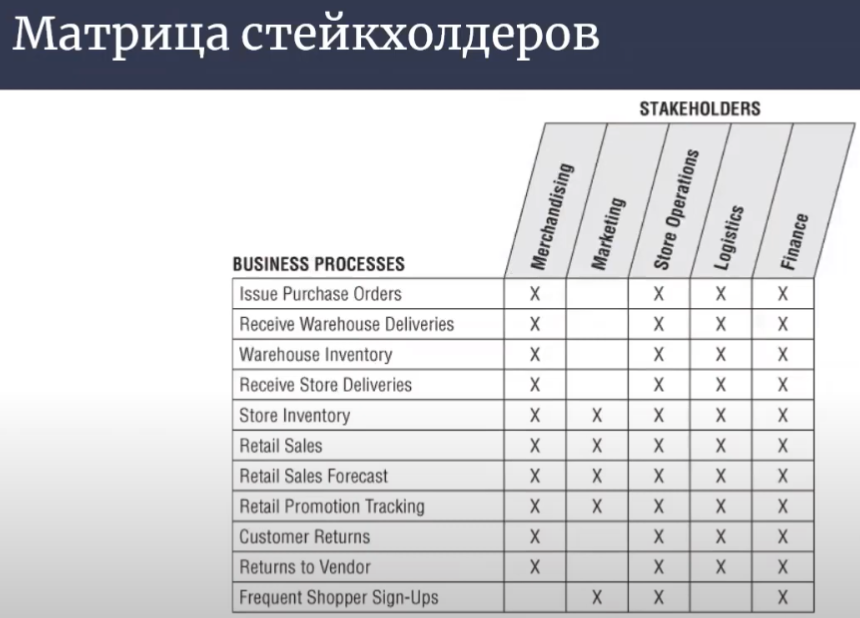 Матрица стейкхолдеров
STAKEHOLDERS
Merchandising
Marketing
Store Operations
Logistics
Finance
BUSINESS PROCESSES
Issue Purchase Orders X X X X
Receive Warehouse Deliveries X X X X
Warehouse Inventory X X X X
Receive Store Deliveries X X X X
Store Inventory X X X X X
Retail Sales X X X X X
Retail Sales Forecast X X X X X
Retail Promotion Tracking X X X X X
Customer Returns X X X X
Returns to Vendor X X X X
Frequent Shopper Sign-Ups X X X